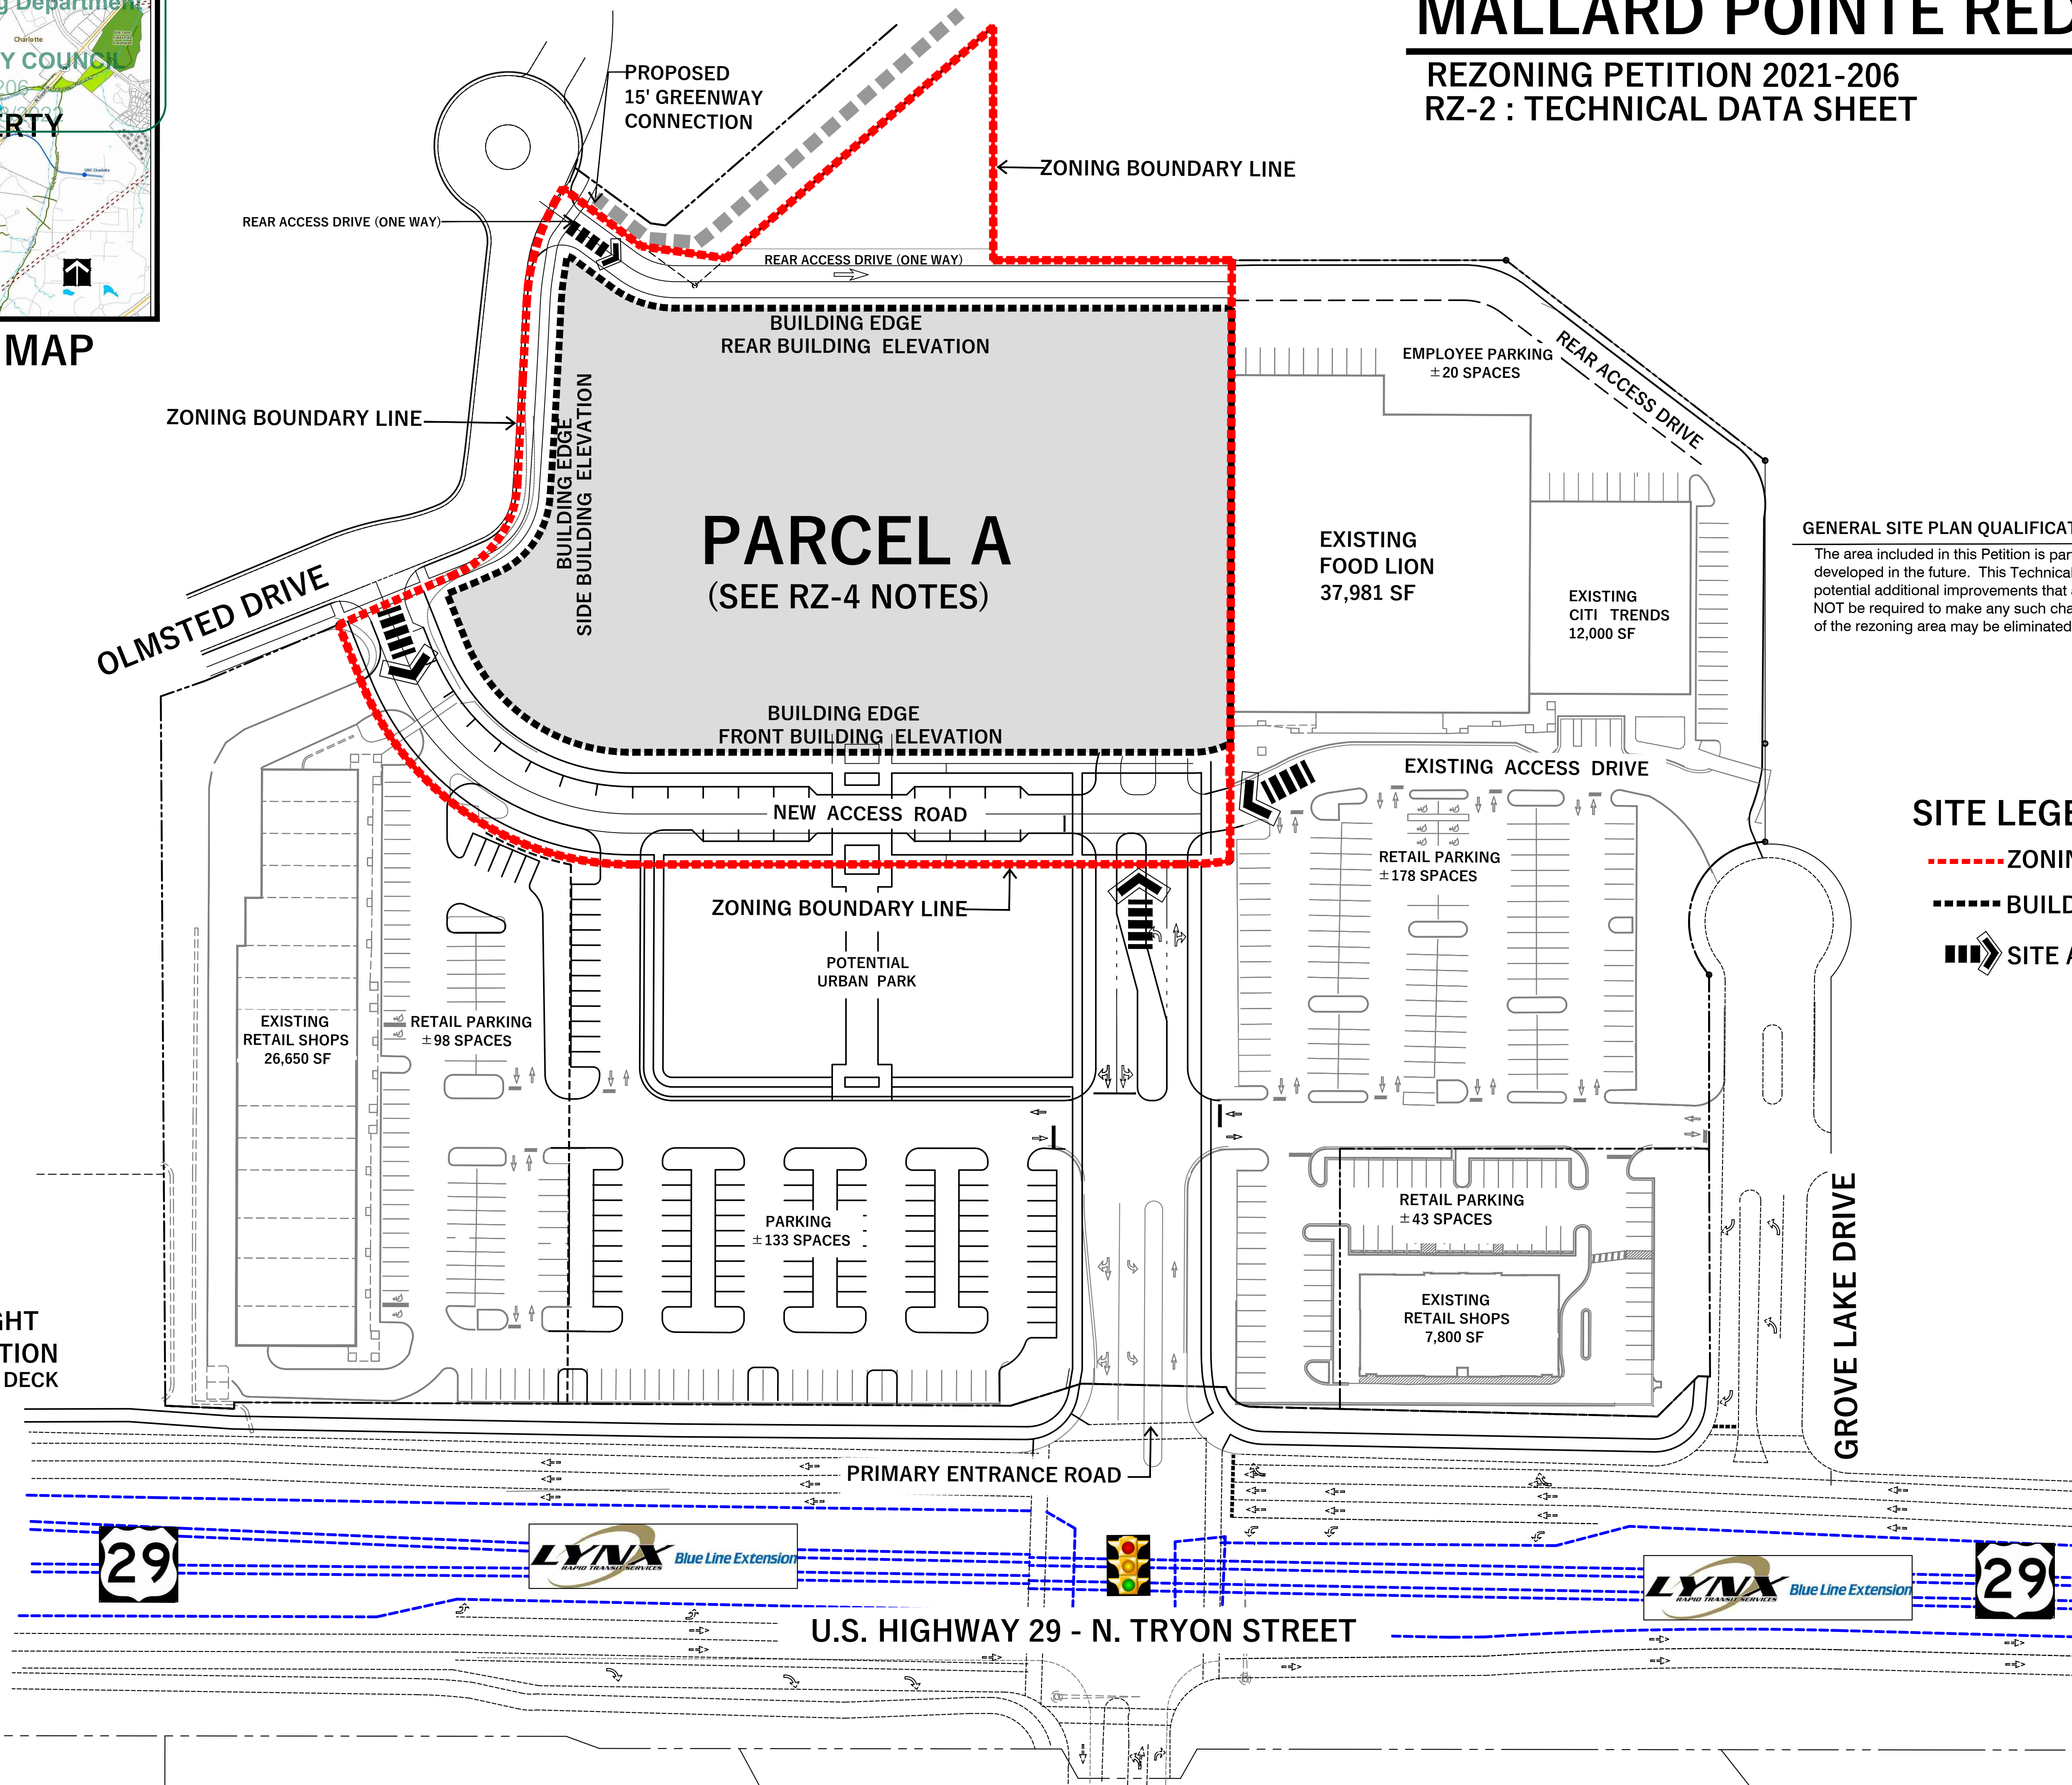 g Department
Charlotte
Y COUNCIL
206
ERTY
MAP
MALLARD POINTE RED
REZONING PETITION 2021-206
RZ-2 : TECHNICAL DATA SHEET
PROPOSED
15' GREENWAY
CONNECTION
ZONING BOUNDARY LINE
REAR ACCESS DRIVE (ONE WAY)
REAR ACCESS DRIVE (ONE WAY)
BUILDING EDGE
REAR BUILDING ELEVATION
EMPLOYEE PARKING
±20 SPACES
REAR ACCESS DRIVE
ZONING BOUNDARY LINE
BUILDING EDGE
SIDE BUILDING ELEVATION
PARCEL A
(SEE RZ-4 NOTES)
EXISTING
FOOD LION
37,981 SF
EXISTING
CITI TRENDS
12,000 SF
GENERAL SITE PLAN QUALIFICAT
The area included in this Petition is par
developed in the future. This Technical
potential additional improvements that
NOT be required to make any such cha
of the rezoning area may be eliminated
OLMSTED DRIVE
BUILDING EDGE
FRONT BUILDING ELEVATION
EXISTING ACCESS DRIVE
NEW ACCESS ROAD
SITE LEGE
ZONIN
BUILD
SITE A
RETAIL PARKING
±178 SPACES
ZONING BOUNDARY LINE
POTENTIAL
URBAN PARK
EXISTING
RETAIL SHOPS
26,650 SF
RETAIL PARKING
±98 SPACES
PARKING
±133 SPACES
RETAIL PARKING
±43 SPACES
EXISTING
RETAIL SHOPS
7,800 SF
GROVE LAKE DRIVE
GHT
TION
DECK
PRIMARY ENTRANCE ROAD
29
LYNX Blue Line Extension
RAPID TRANSIT SERVICES
LYNX Blue Line Extension
RAPID TRANSIT SERVICES
29
U.S. HIGHWAY 29 - N. TRYON STREET